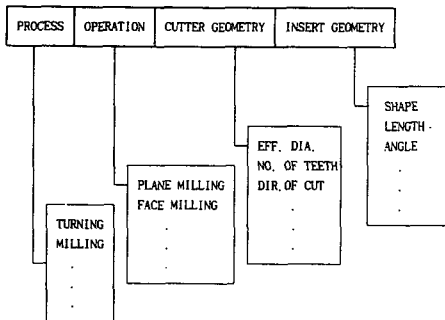 PROCESS OPERATION CUTTER GEOMETRY INSERT GEOMETRY
SHAPE
LENGTH
ANGLE
.
.
.
EFF. DIA.
NO. OF TEETH
DIR. OF CUT
.
.
.
PLANE MILLING
FACE MILLING
.
.
.
TURNING
MILLING
.
.
.